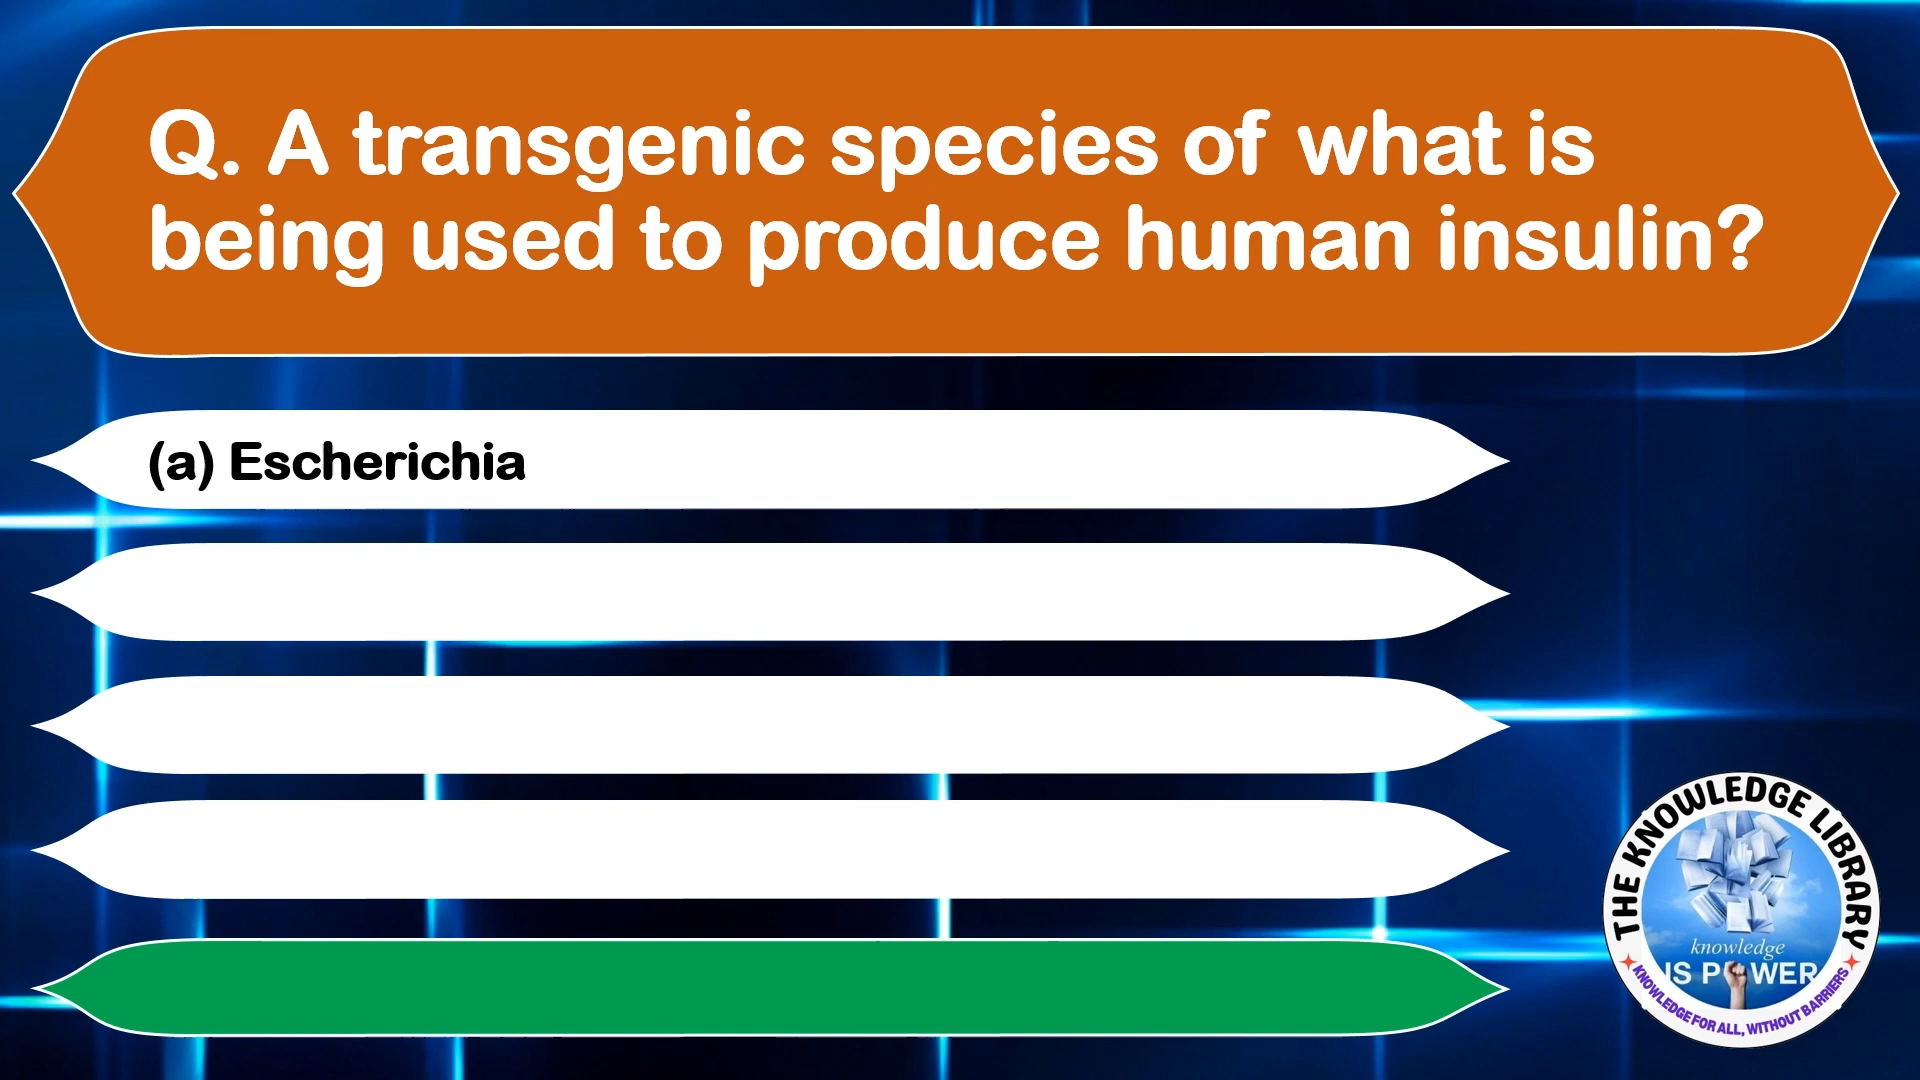 Q. A transgenic species of what is
being used to produce human insulin?
(a) Escherichia
THE KNOWLEDGE LIBRARY
knowledge
IS POWER
KNOWLEDGE FOR ALL, WITHOUT BARRIERS